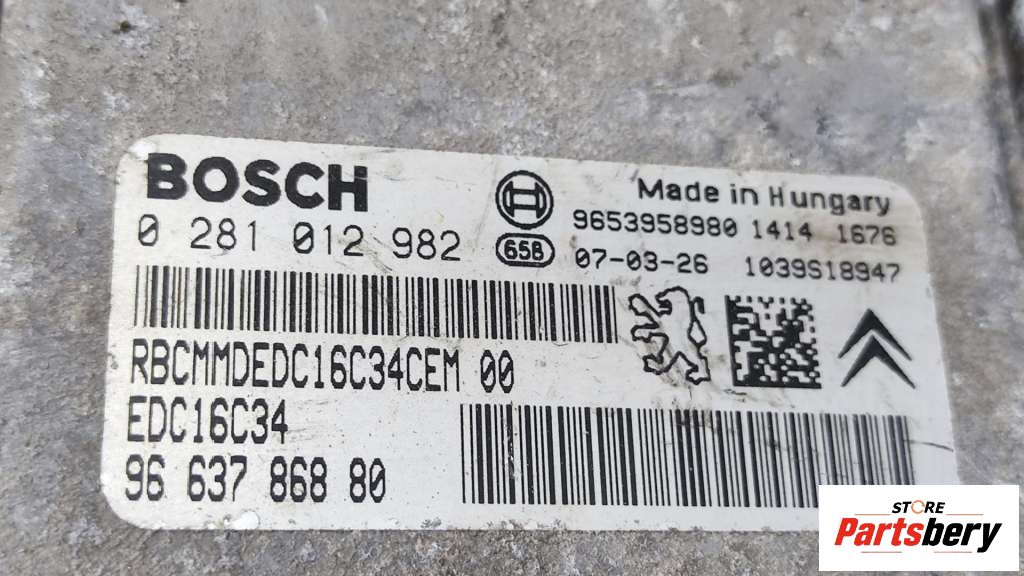 BOSCH
0 281 012 982
Made in Hungary
9653958980 1414 1676
658
07-03-26 1039S18947
RBCMMDEDC16C34CEM 00
EDC16C34
96 637 868 80
STORE
Partsbery